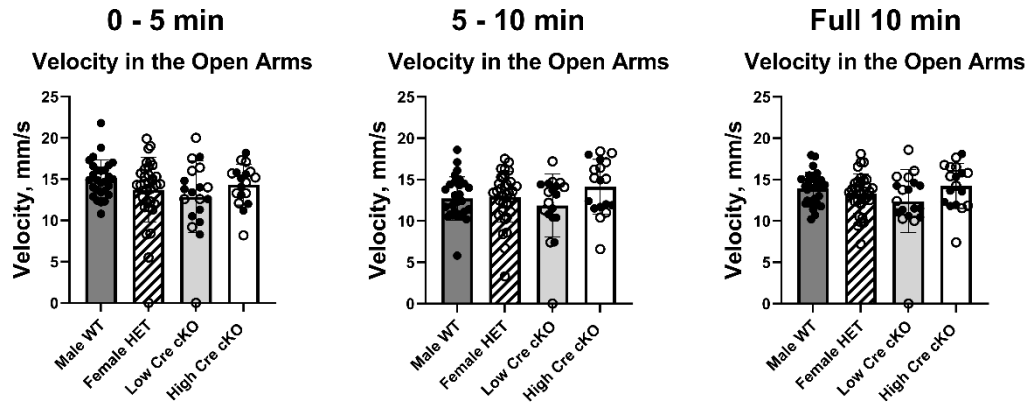 0 - 5 min
Velocity in the Open Arms
Velocity, mm/s
25
20
15
10
5
0
Male WT
Female HET
Low Cre cKO
High Cre cKO
5 - 10 min
Velocity in the Open Arms
Velocity, mm/s
25
20
15
10
5
0
Male WT
Female HET
Low Cre cKO
High Cre cKO
Full 10 min
Velocity in the Open Arms
Velocity, mm/s
25
20
15
10
5
0
Male WT
Female HET
Low Cre cKO
High Cre cKO